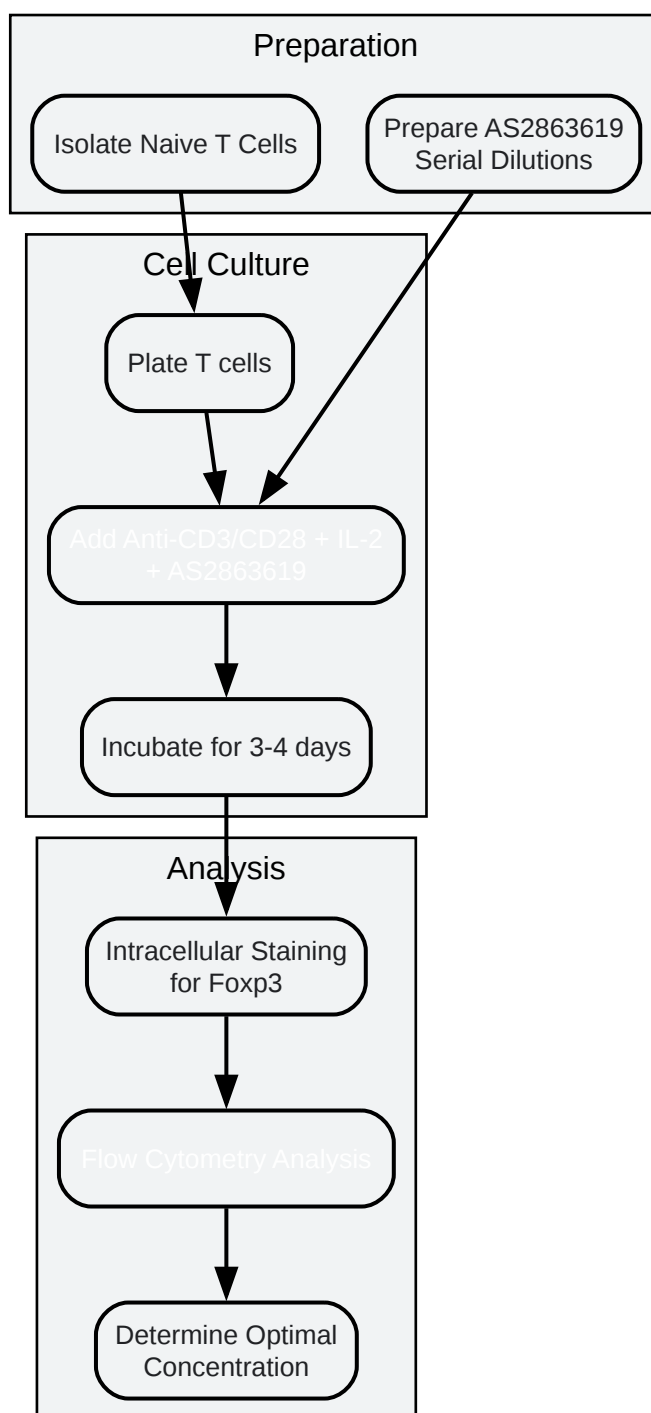 Preparation
Isolate Naive T Cells
Prepare AS2863619
Serial Dilutions
Cell Culture
Plate T cells
Add Anti-CD3/CD28 + IL-2
+ AS2863619
Incubate for 3-4 days
Analysis
Intracellular Staining
for Foxp3
Flow Cytometry Analysis
Determine Optimal
Concentration